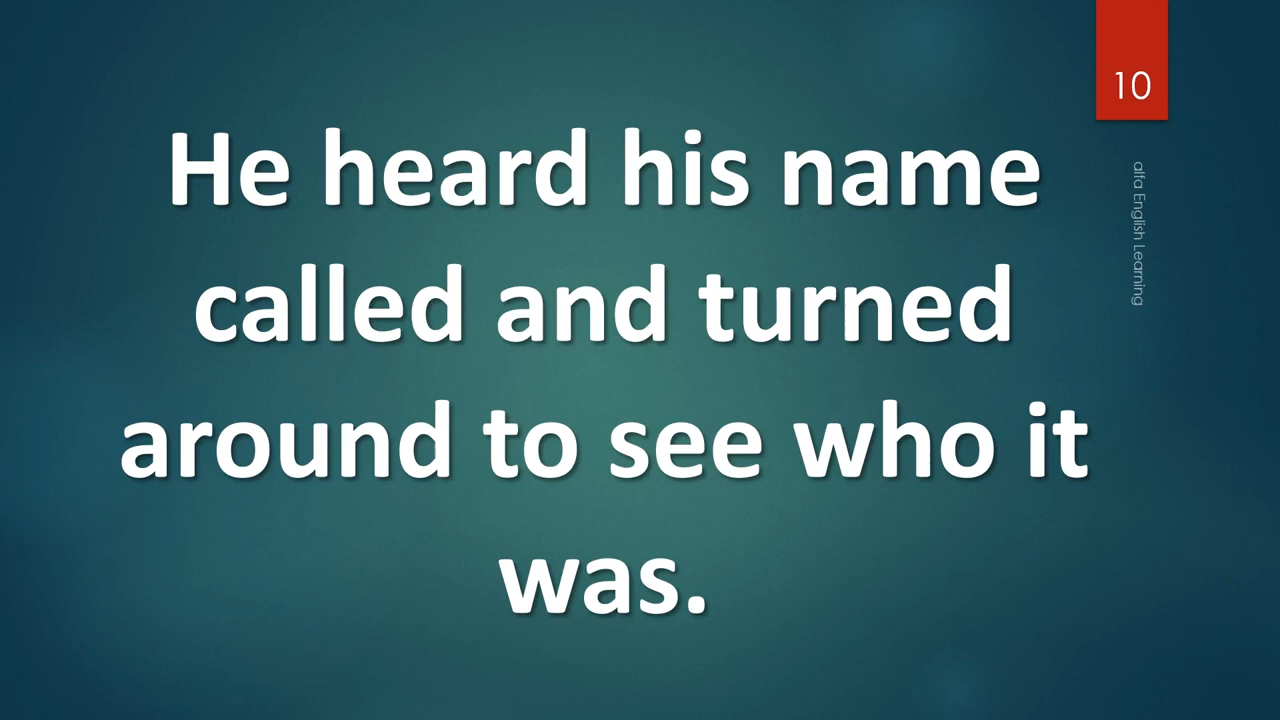 10
He heard his name
called and turned
around to see who it
was.
alfa English Learning